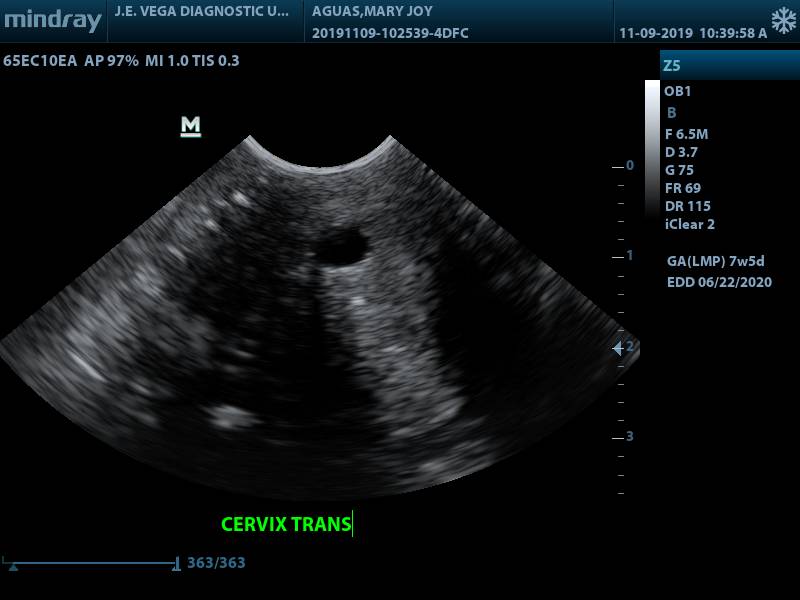 mindray
J.E. VEGA DIAGNOSTIC U...
AGUAS,MARY JOY
20191109-102539-4DFC
11-09-2019 10:39:58 A
65EC10EA AP 97% MI 1.0 TIS 0.3
M
Z5
OB1
B
F 6.5M
D 3.7
G 75
FR 69
DR 115
iClear 2
GA(LMP) 7w5d
EDD 06/22/2020
0
1
2
3
CERVIX TRANS
363/363